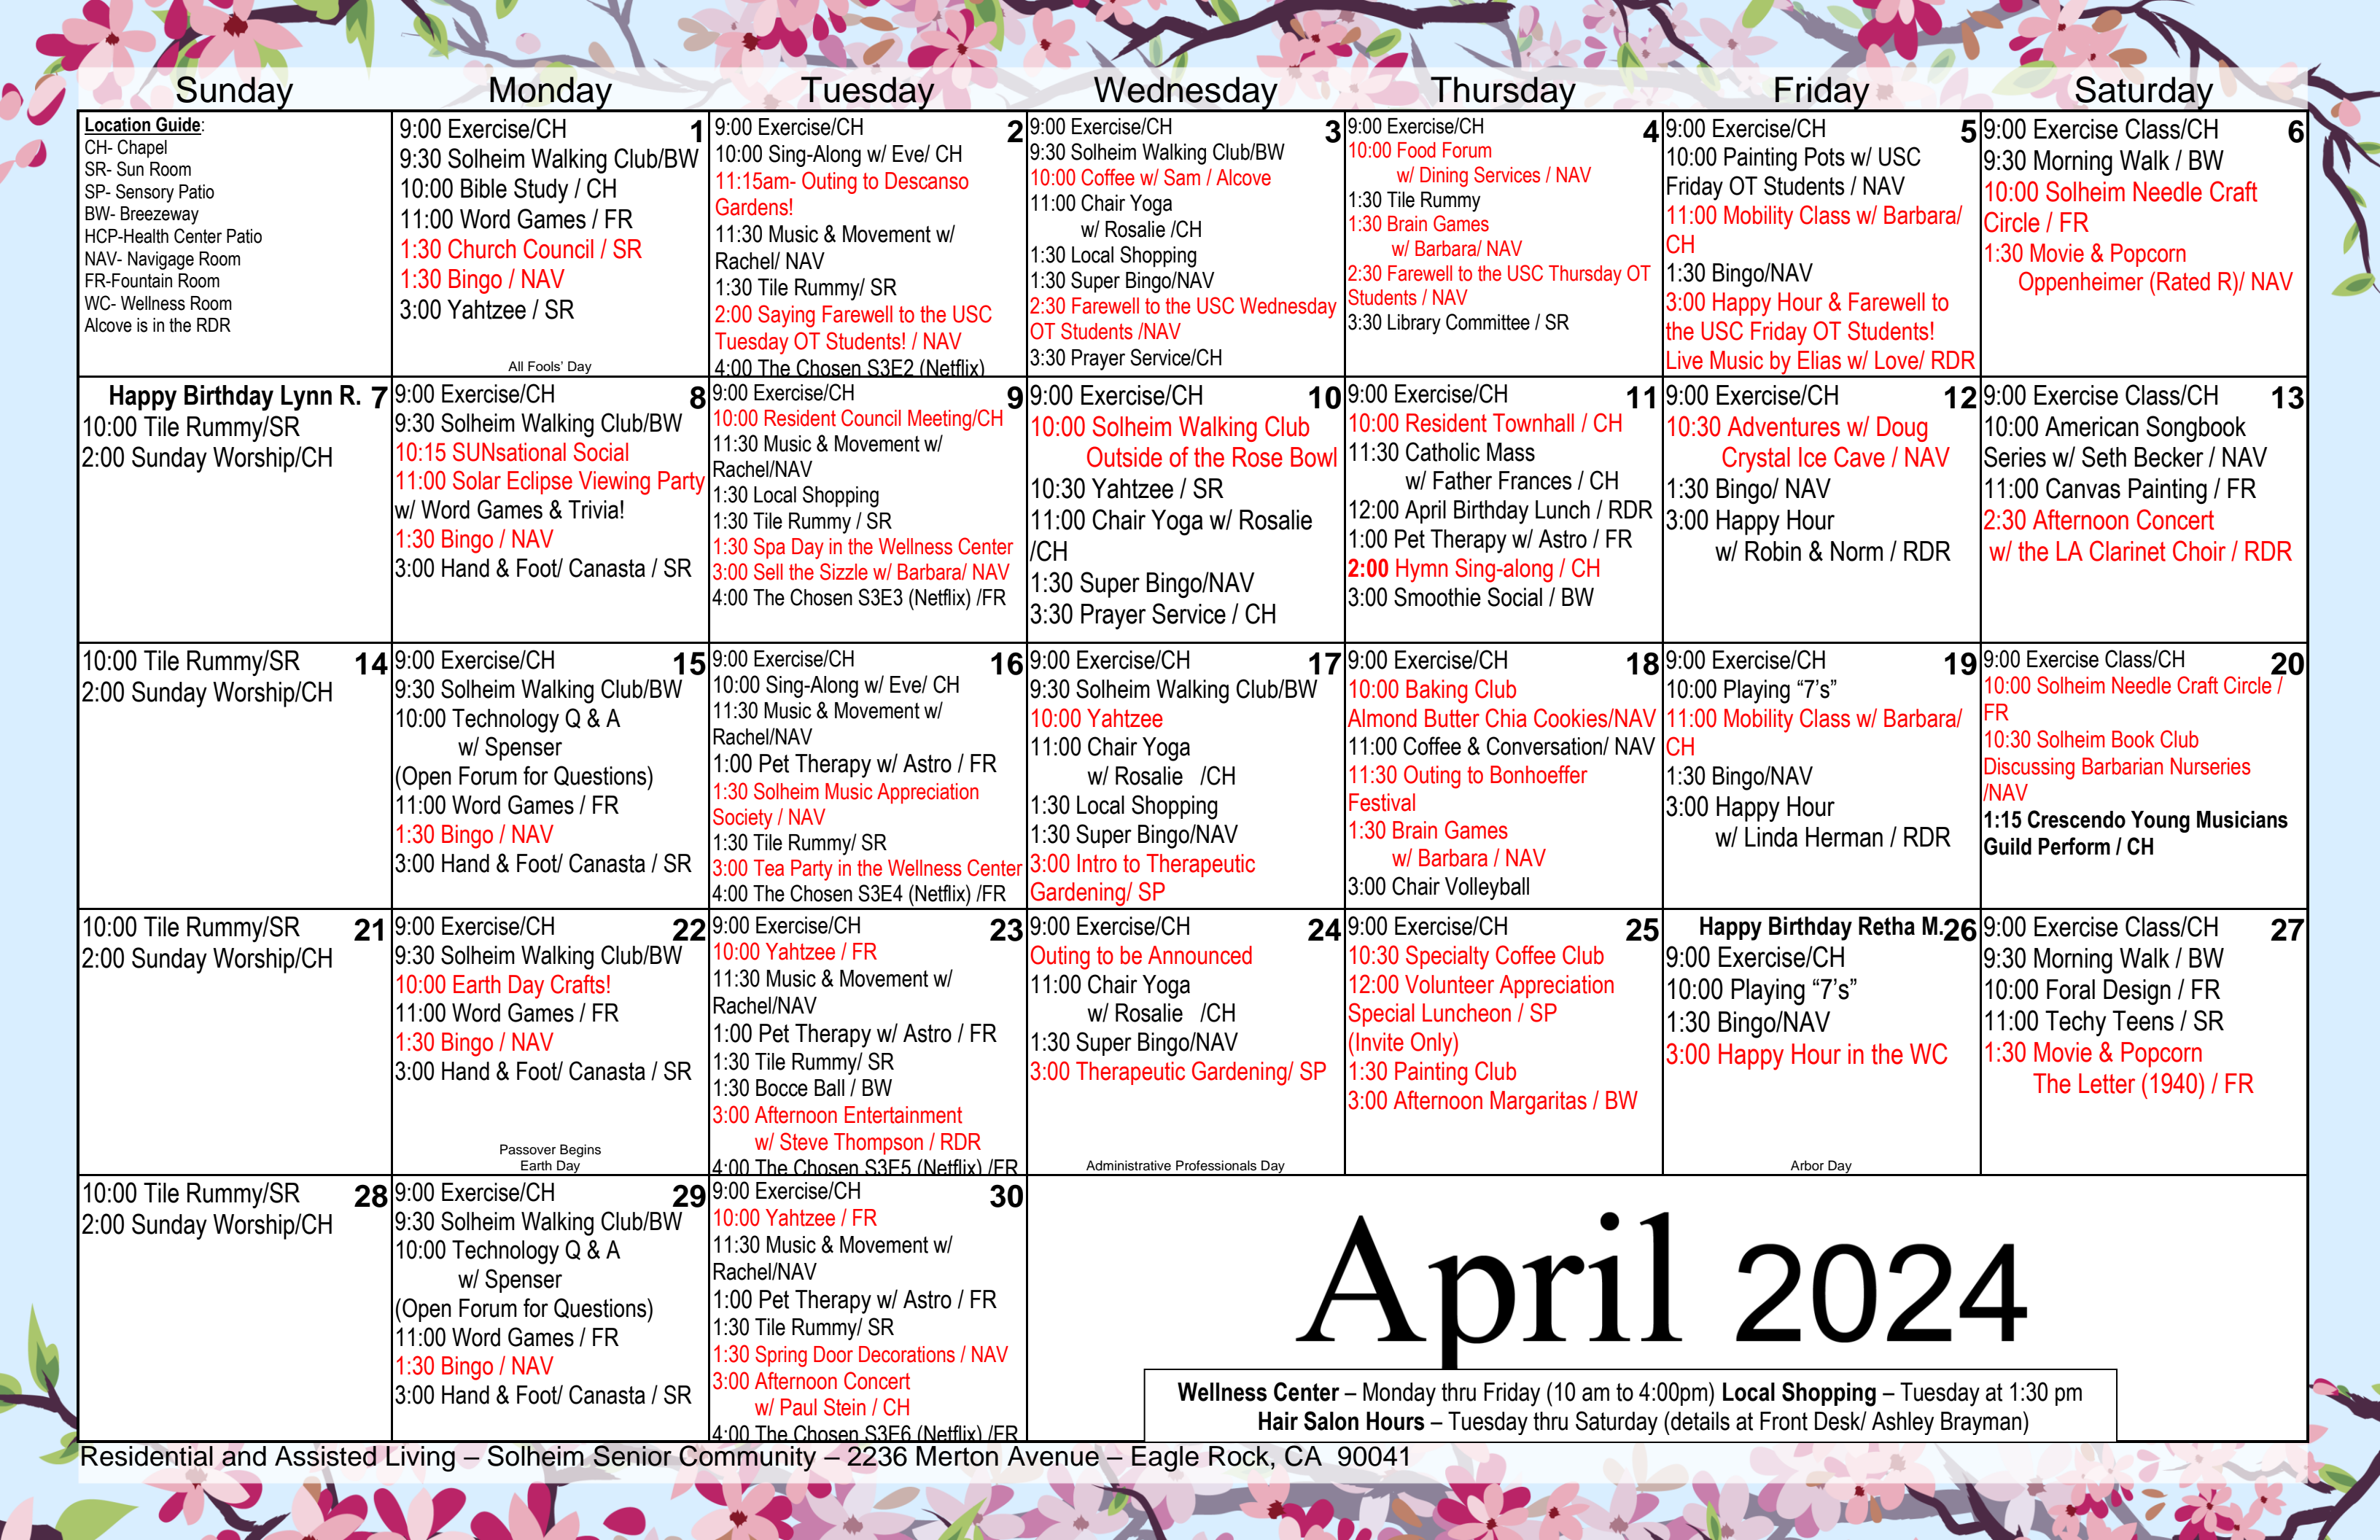 Sunday Monday Tuesday Wednesday Thursday Friday Saturday
Location Guide:
CH- Chapel
SR- Sun Room
SP- Sensory Patio
BW- Breezeway
HCP-Health Center Patio
NAV- Navigage Room
FR-Fountain Room
WC- Wellness Room
Alcove is in the RDR
1
9:00 Exercise/CH
9:30 Solheim Walking Club/BW
10:00 Bible Study / CH
11:00 Word Games / FR
1:30 Church Council / SR
1:30 Bingo / NAV
3:00 Yahtzee / SR
All Fools' Day
2
9:00 Exercise/CH
10:00 Sing-Along w/ Eve/ CH
11:15am- Outing to Descanso
Gardens!
11:30 Music & Movement w/
Rachel/ NAV
1:30 Tile Rummy/ SR
2:00 Saying Farewell to the USC
Tuesday OT Students! / NAV
4:00 The Chosen S3E2 (Netflix)
3
9:00 Exercise/CH
9:30 Solheim Walking Club/BW
10:00 Coffee w/ Sam / Alcove
11:00 Chair Yoga
w/ Rosalie /CH
1:30 Local Shopping
1:30 Super Bingo/NAV
2:30 Farewell to the USC Wednesday
OT Students /NAV
3:30 Prayer Service/CH
4
9:00 Exercise/CH
10:00 Food Forum
w/ Dining Services / NAV
1:30 Tile Rummy
1:30 Brain Games
w/ Barbara/ NAV
2:30 Farewell to the USC Thursday OT
Students / NAV
3:30 Library Committee / SR
5
9:00 Exercise/CH
10:00 Painting Pots w/ USC
Friday OT Students / NAV
11:00 Mobility Class w/ Barbara/
CH
1:30 Bingo/NAV
3:00 Happy Hour & Farewell to
the USC Friday OT Students!
Live Music by Elias w/ Love/ RDR
6
9:00 Exercise Class/CH
9:30 Morning Walk / BW
10:00 Solheim Needle Craft
Circle / FR
1:30 Movie & Popcorn
Oppenheimer (Rated R)/ NAV
Happy Birthday Lynn R. 7
10:00 Tile Rummy/SR
2:00 Sunday Worship/CH
8
9:00 Exercise/CH
9:30 Solheim Walking Club/BW
10:15 SUNsational Social
11:00 Solar Eclipse Viewing Party
w/ Word Games & Trivia!
1:30 Bingo / NAV
3:00 Hand & Foot/ Canasta / SR
9
9:00 Exercise/CH
10:00 Resident Council Meeting/CH
11:30 Music & Movement w/
Rachel/NAV
1:30 Local Shopping
1:30 Tile Rummy / SR
1:30 Spa Day in the Wellness Center
3:00 Sell the Sizzle w/ Barbara/ NAV
4:00 The Chosen S3E3 (Netflix) /FR
10
9:00 Exercise/CH
10:00 Solheim Walking Club
Outside of the Rose Bowl
10:30 Yahtzee / SR
11:00 Chair Yoga w/ Rosalie
/CH
1:30 Super Bingo/NAV
3:30 Prayer Service / CH
11
9:00 Exercise/CH
10:00 Resident Townhall / CH
11:30 Catholic Mass
w/ Father Frances / CH
12:00 April Birthday Lunch / RDR
1:00 Pet Therapy w/ Astro / FR
2:00 Hymn Sing-along / CH
3:00 Smoothie Social / BW
12
9:00 Exercise/CH
10:30 Adventures w/ Doug
Crystal Ice Cave / NAV
1:30 Bingo/ NAV
3:00 Happy Hour
w/ Robin & Norm / RDR
13
9:00 Exercise Class/CH
10:00 American Songbook
Series w/ Seth Becker / NAV
11:00 Canvas Painting / FR
2:30 Afternoon Concert
w/ the LA Clarinet Choir / RDR
14
10:00 Tile Rummy/SR
2:00 Sunday Worship/CH
15
9:00 Exercise/CH
9:30 Solheim Walking Club/BW
10:00 Technology Q & A
w/ Spenser
(Open Forum for Questions)
11:00 Word Games / FR
1:30 Bingo / NAV
3:00 Hand & Foot/ Canasta / SR
16
9:00 Exercise/CH
10:00 Sing-Along w/ Eve/ CH
11:30 Music & Movement w/
Rachel/NAV
1:00 Pet Therapy w/ Astro / FR
1:30 Solheim Music Appreciation
Society / NAV
1:30 Tile Rummy/ SR
3:00 Tea Party in the Wellness Center
4:00 The Chosen S3E4 (Netflix) /FR
17
9:00 Exercise/CH
9:30 Solheim Walking Club/BW
10:00 Yahtzee
11:00 Chair Yoga
w/ Rosalie /CH
1:30 Local Shopping
1:30 Super Bingo/NAV
3:00 Intro to Therapeutic
Gardening/ SP
18
9:00 Exercise/CH
10:00 Baking Club
Almond Butter Chia Cookies/NAV
11:00 Coffee & Conversation/ NAV
11:30 Outing to Bonhoeffer
Festival
1:30 Brain Games
w/ Barbara / NAV
3:00 Chair Volleyball
19
9:00 Exercise/CH
10:00 Playing “7’s”
11:00 Mobility Class w/ Barbara/
CH
1:30 Bingo/NAV
3:00 Happy Hour
w/ Linda Herman / RDR
20
9:00 Exercise Class/CH
10:00 Solheim Needle Craft Circle /
FR
10:30 Solheim Book Club
Discussing Barbarian Nurseries
/NAV
1:15 Crescendo Young Musicians
Guild Perform / CH
21
10:00 Tile Rummy/SR
2:00 Sunday Worship/CH
22
9:00 Exercise/CH
9:30 Solheim Walking Club/BW
10:00 Earth Day Crafts!
11:00 Word Games / FR
1:30 Bingo / NAV
3:00 Hand & Foot/ Canasta / SR
Passover Begins
Earth Day
23
9:00 Exercise/CH
10:00 Yahtzee / FR
11:30 Music & Movement w/
Rachel/NAV
1:00 Pet Therapy w/ Astro / FR
1:30 Tile Rummy/ SR
1:30 Bocce Ball / BW
3:00 Afternoon Entertainment
w/ Steve Thompson / RDR
4:00 The Chosen S3E5 (Netflix) /FR
24
9:00 Exercise/CH
Outing to be Announced
11:00 Chair Yoga
w/ Rosalie /CH
1:30 Super Bingo/NAV
3:00 Therapeutic Gardening/ SP
Administrative Professionals Day
25
9:00 Exercise/CH
10:30 Specialty Coffee Club
12:00 Volunteer Appreciation
Special Luncheon / SP
(Invite Only)
1:30 Painting Club
3:00 Afternoon Margaritas / BW
Happy Birthday Retha M.26
9:00 Exercise/CH
10:00 Playing “7’s”
1:30 Bingo/NAV
3:00 Happy Hour in the WC
Arbor Day
27
9:00 Exercise Class/CH
9:30 Morning Walk / BW
10:00 Foral Design / FR
11:00 Techy Teens / SR
1:30 Movie & Popcorn
The Letter (1940) / FR
28
10:00 Tile Rummy/SR
2:00 Sunday Worship/CH
29
9:00 Exercise/CH
9:30 Solheim Walking Club/BW
10:00 Technology Q & A
w/ Spenser
(Open Forum for Questions)
11:00 Word Games / FR
1:30 Bingo / NAV
3:00 Hand & Foot/ Canasta / SR
30
9:00 Exercise/CH
10:00 Yahtzee / FR
11:30 Music & Movement w/
Rachel/NAV
1:00 Pet Therapy w/ Astro / FR
1:30 Tile Rummy/ SR
1:30 Spring Door Decorations / NAV
3:00 Afternoon Concert
w/ Paul Stein / CH
4:00 The Chosen S3E6 (Netflix) /FR
April 2024
Wellness Center – Monday thru Friday (10 am to 4:00pm) Local Shopping – Tuesday at 1:30 pm
Hair Salon Hours – Tuesday thru Saturday (details at Front Desk/ Ashley Brayman)
Residential and Assisted Living – Solheim Senior Community – 2236 Merton Avenue – Eagle Rock, CA 90041